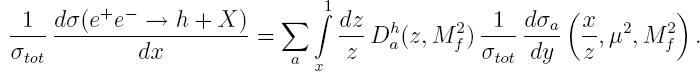 \frac{1}{\sigma_{tot}} \frac{d\sigma(e^+e^- \to h + X)}{dx} = \sum_a \int_x^1 \frac{dz}{z} D_a^h(z, M_f^2) \frac{1}{\sigma_{tot}} \frac{d\sigma_a}{dy} \left( \frac{x}{z}, \mu^2, M_f^2 \right).